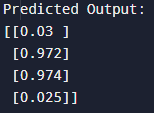 Predicted Output:
[[0.03 ]
 [0.972]
 [0.974]
 [0.025]]